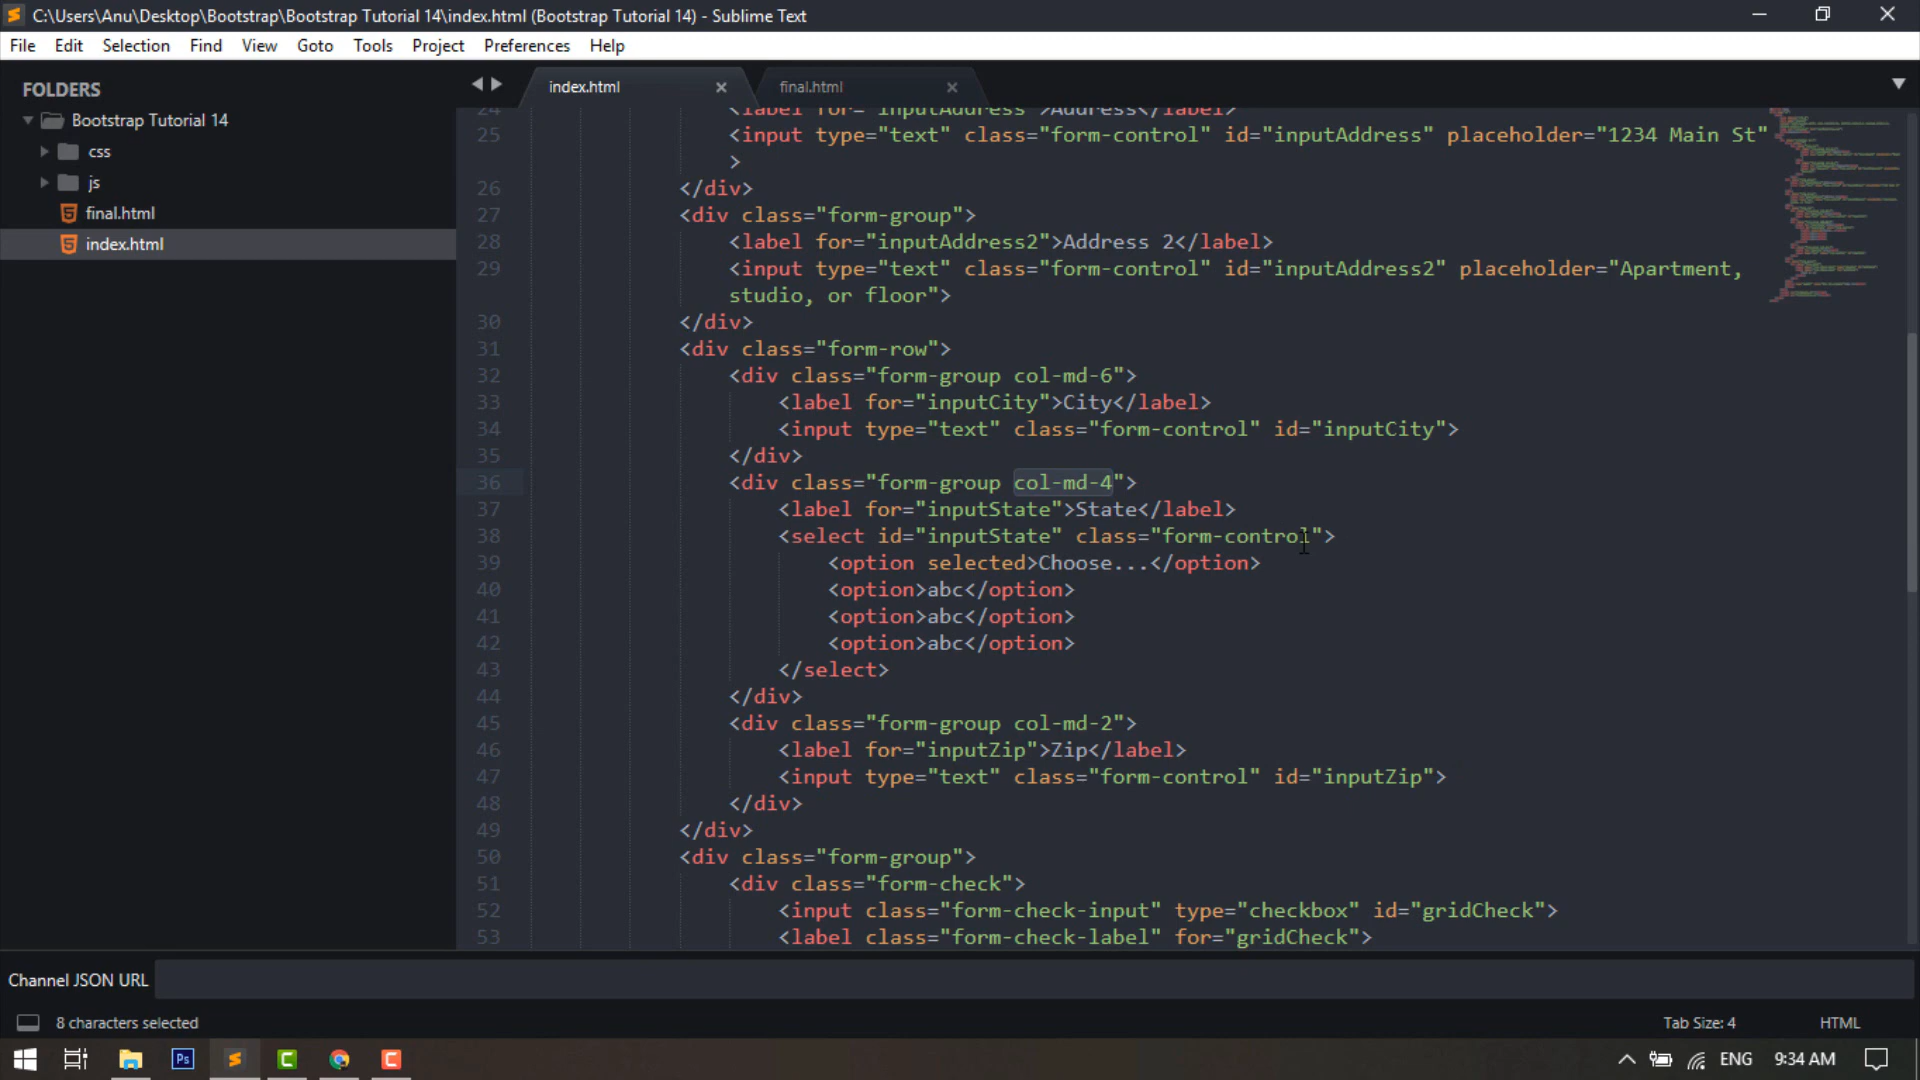 C:\Users\Anu\Desktop\Bootstrap\Bootstrap Tutorial 14\index.html (Bootstrap Tutorial 14) - Sublime Text
File Edit Selection Find View Goto Tools Project Preferences Help
FOLDERS
Bootstrap Tutorial 14
css
js
final.html
index.html
index.html final.html
24 <label for="inputAddress">Address</label>
25 <input type="text" class="form-control" id="inputAddress" placeholder="1234 Main St"
>
26 </div>
27 <div class="form-group">
28 <label for="inputAddress2">Address 2</label>
29 <input type="text" class="form-control" id="inputAddress2" placeholder="Apartment,
studio, or floor">
30 </div>
31 <div class="form-row">
32 <div class="form-group col-md-6">
33 <label for="inputCity">City</label>
34 <input type="text" class="form-control" id="inputCity">
35 </div>
36 <div class="form-group col-md-4">
37 <label for="inputState">State</label>
38 <select id="inputState" class="form-control">
39 <option selected>Choose...</option>
40 <option>abc</option>
41 <option>abc</option>
42 <option>abc</option>
43 </select>
44 </div>
45 <div class="form-group col-md-2">
46 <label for="inputZip">Zip</label>
47 <input type="text" class="form-control" id="inputZip">
48 </div>
49 </div>
50 <div class="form-group">
51 <div class="form-check">
52 <input class="form-check-input" type="checkbox" id="gridCheck">
53 <label class="form-check-label" for="gridCheck">
Channel JSON URL
8 characters selected Tab Size: 4 HTML
Ps ENG 9:34 AM